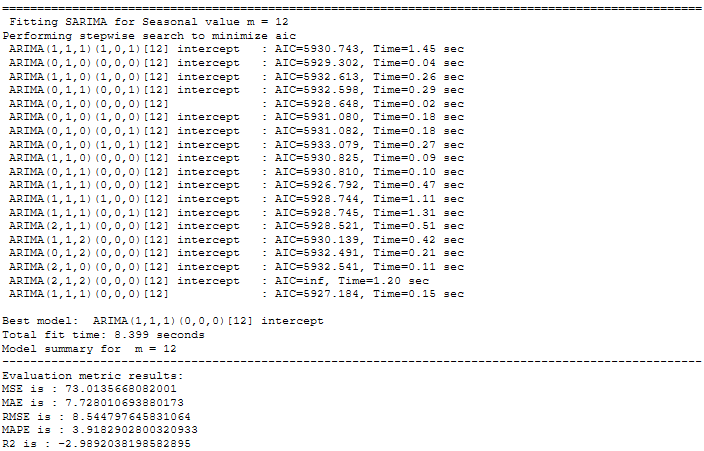 Fitting SARIMA for Seasonal value m = 12
Performing stepwise search to minimize aic
ARIMA(1,1,1)(1,0,1)[12] intercept : AIC=5930.743, Time=1.45 sec
ARIMA(0,1,0)(0,0,0)[12] intercept : AIC=5929.302, Time=0.04 sec
ARIMA(1,1,0)(1,0,0)[12] intercept : AIC=5932.613, Time=0.26 sec
ARIMA(0,1,1)(0,0,1)[12] intercept : AIC=5932.598, Time=0.29 sec
ARIMA(0,1,0)(0,0,0)[12] : AIC=5928.648, Time=0.02 sec
ARIMA(0,1,0)(1,0,0)[12] intercept : AIC=5931.080, Time=0.18 sec
ARIMA(0,1,0)(0,0,1)[12] intercept : AIC=5931.082, Time=0.18 sec
ARIMA(0,1,0)(1,0,1)[12] intercept : AIC=5933.079, Time=0.27 sec
ARIMA(1,1,0)(0,0,0)[12] intercept : AIC=5930.825, Time=0.09 sec
ARIMA(0,1,1)(0,0,0)[12] intercept : AIC=5930.810, Time=0.10 sec
ARIMA(1,1,1)(0,0,0)[12] intercept : AIC=5926.792, Time=0.47 sec
ARIMA(1,1,1)(1,0,0)[12] intercept : AIC=5928.744, Time=1.11 sec
ARIMA(1,1,1)(0,0,1)[12] intercept : AIC=5928.745, Time=1.31 sec
ARIMA(2,1,1)(0,0,0)[12] intercept : AIC=5928.521, Time=0.51 sec
ARIMA(1,1,2)(0,0,0)[12] intercept : AIC=5930.139, Time=0.42 sec
ARIMA(0,1,2)(0,0,0)[12] intercept : AIC=5932.491, Time=0.21 sec
ARIMA(2,1,0)(0,0,0)[12] intercept : AIC=5932.541, Time=0.11 sec
ARIMA(2,1,2)(0,0,0)[12] intercept : AIC=inf, Time=1.20 sec
ARIMA(1,1,1)(0,0,0)[12] : AIC=5927.184, Time=0.15 sec
Best model: ARIMA(1,1,1)(0,0,0)[12] intercept
Total fit time: 8.399 seconds
Model summary for m = 12
Evaluation metric results:
MSE is : 73.0135668082001
MAE is : 7.728010693880173
RMSE is : 8.544797645831064
MAPE is : 3.9182902800320933
R2 is : -2.9892038198582895